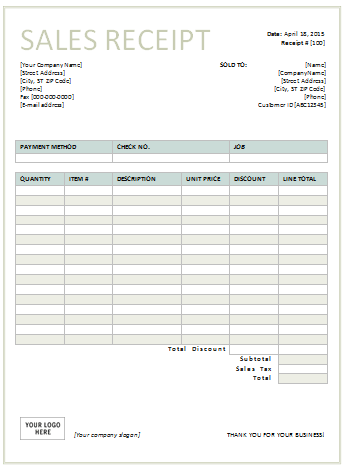 SALES RECEIPT
Date: April 18, 2015
Receipt # [100]
[Your Company Name]
[Street Address]
[City, ST ZIP Code]
[Phone]
Fax [000-000-0000]
[E-mail address]
SOLD TO:
[Name]
[Company Name]
[Street Address]
[City, ST ZIP Code]
[Phone]
Customer ID [ABC12345]
PAYMENT METHOD CHECK NO. JOB
QUANTITY ITEM # DESCRIPTION UNIT PRICE DISCOUNT LINE TOTAL
Total Discount
Subtotal
Sales Tax
Total
YOUR LOGO
HERE
[Your company slogan]
THANK YOU FOR YOUR BUSINESS!